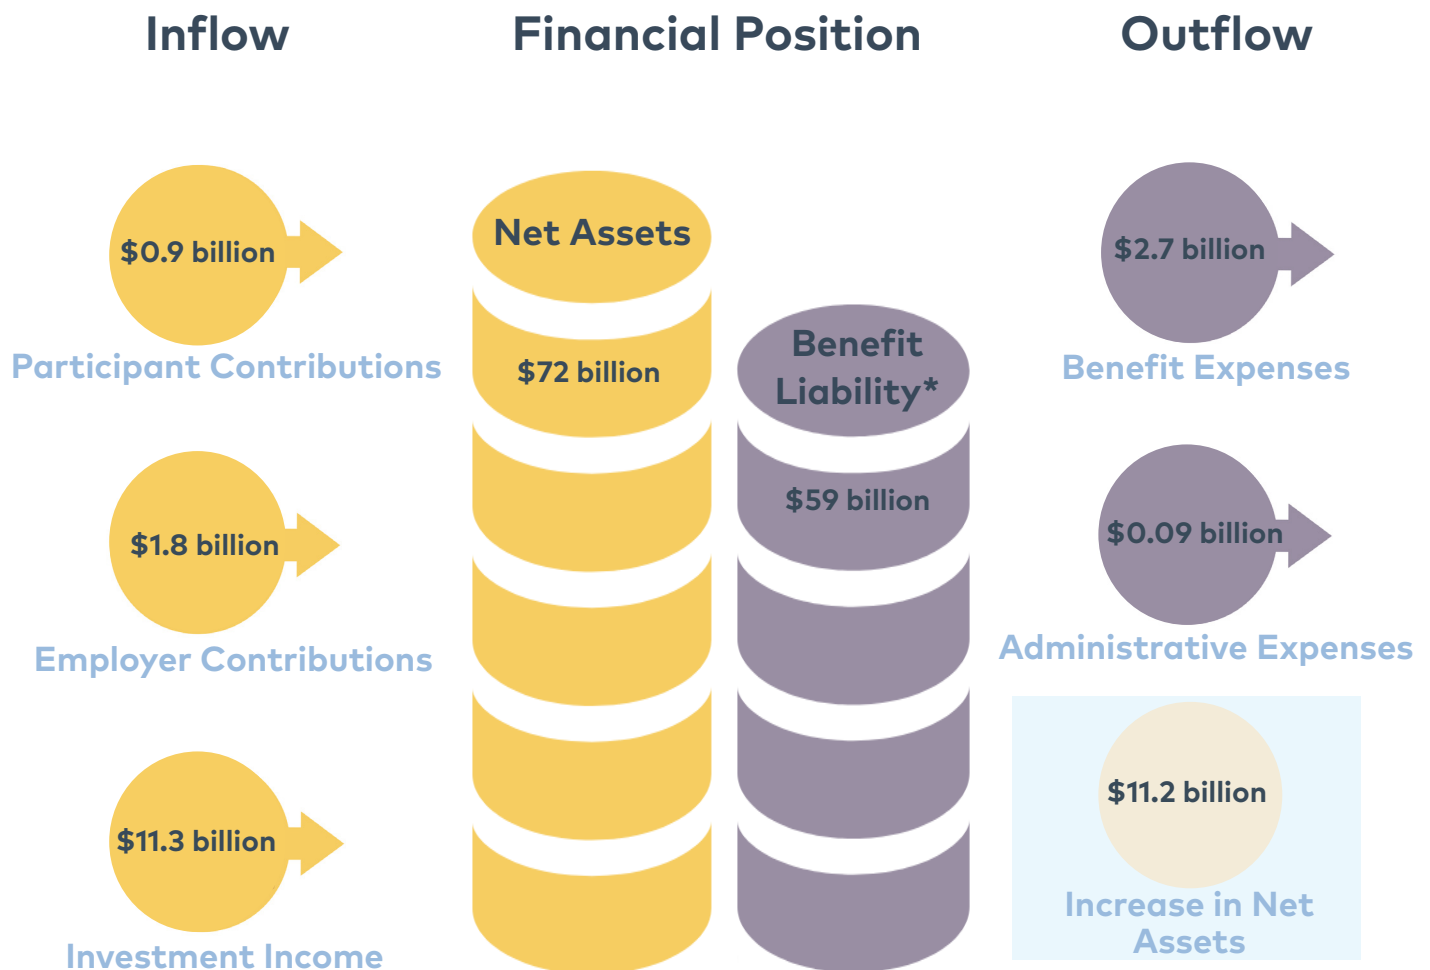 Inflow
$0.9 billion
Participant Contributions
$1.8 billion
Employer Contributions
$11.3 billion
Investment Income
Financial Position
Net Assets
$72 billion
Benefit
Liability*
$59 billion
Outflow
$2.7 billion
Benefit Expenses
$0.09 billion
Administrative Expenses
$11.2 billion
Increase in Net
Assets